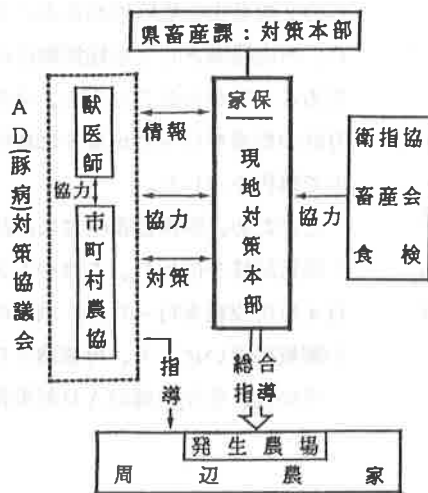 県畜産課:対策本部
AD(豚病)対策協議会
獣医師
協力
市町村農協
情報
協力
対策
家保
現地対策本部
協力
衛指協
畜産会
食検
指導
総合指導
発生農場
周辺農家